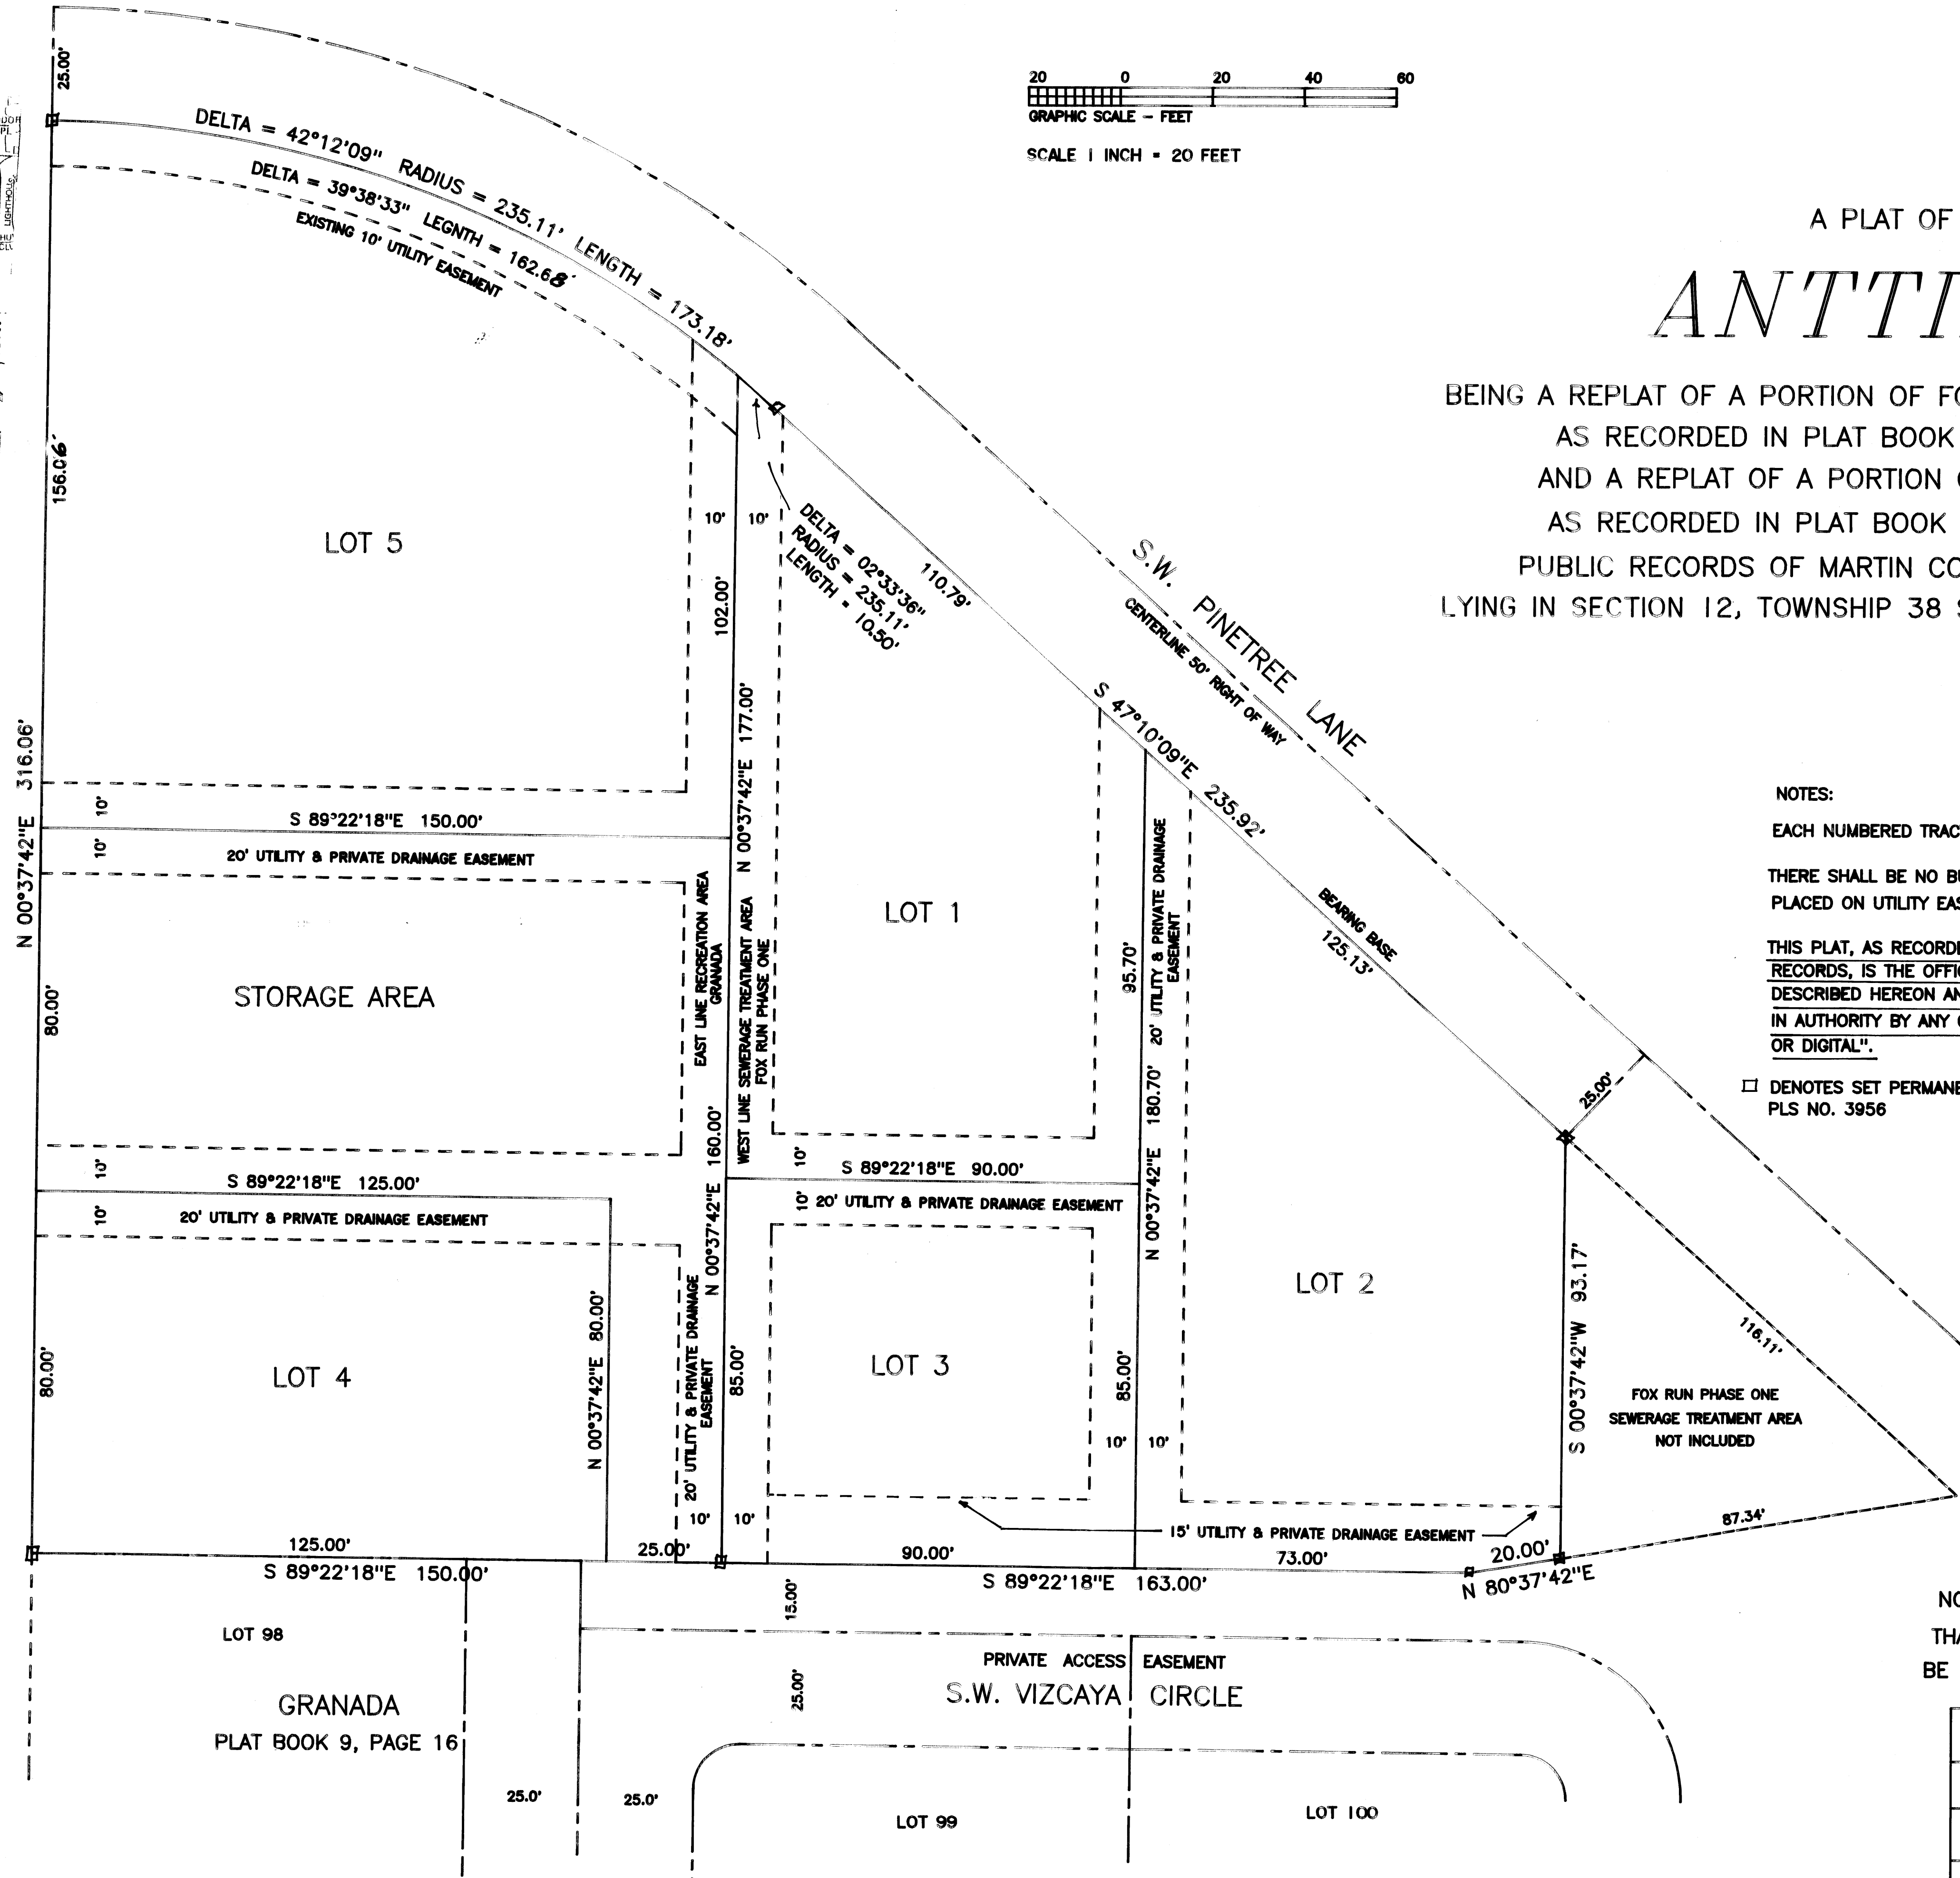 25.00'
20 0 20 40 60
GRAPHIC SCALE - FEET
SCALE 1 INCH = 20 FEET
DELTA = 42°12'09" RADIUS = 235.11' LENGTH = 173.18'
DELTA = 39°38'33" LEGNTH = 162.68'
EXISTING 10' UTILITY EASEMENT
LIGHTHOUS
A PLAT OF
ANTTI
BEING A REPLAT OF A PORTION OF FO
AS RECORDED IN PLAT BOOK
AND A REPLAT OF A PORTION
AS RECORDED IN PLAT BOOK
PUBLIC RECORDS OF MARTIN CO
LYING IN SECTION 12, TOWNSHIP 38 S
156.06'
LOT 5
10' 10'
DELTA = 02°33'36"
RADIUS = 235.11'
LENGTH = 10.50'
110.79'
102.00'
S.W. PINETREE LANE
CENTERLINE 50' RIGHT OF WAY
S 47°10'09"E 235.92'
BEARING BASE
125.13'
N 00°37'42"E 316.06'
N 00°37'42"E 177.00'
10'
S 89°22'18"E 150.00'
10'
20' UTILITY & PRIVATE DRAINAGE EASEMENT
NOTES:
EACH NUMBERED TRAC
THERE SHALL BE NO BU
PLACED ON UTILITY EAS
THIS PLAT, AS RECORDE
RECORDS, IS THE OFFI
DESCRIBED HEREON AN
IN AUTHORITY BY ANY
OR DIGITAL".
DENOTES SET PERMANE
PLS NO. 3956
EAST LINE RECREATION AREA
GRANADA
WEST LINE SEWERAGE TREATMENT AREA
FOX RUN PHASE ONE
LOT 1
95.70'
20' UTILITY & PRIVATE DRAINAGE
EASEMENT
STORAGE AREA
80.00'
25.00'
N 00°37'42"E 160.00'
N 00°37'42"E 180.70'
10'
S 89°22'18"E 90.00'
10'
20' UTILITY & PRIVATE DRAINAGE EASEMENT
10'
S 89°22'18"E 125.00'
10'
20' UTILITY & PRIVATE DRAINAGE EASEMENT
LOT 4
80.00'
N 00°37'42"E 80.00'
20' UTILITY & PRIVATE DRAINAGE
EASEMENT
85.00'
LOT 3
85.00'
LOT 2
S 00°37'42"W 93.17'
116.11'
FOX RUN PHASE ONE
SEWERAGE TREATMENT AREA
NOT INCLUDED
10' 10'
10' 10'
15' UTILITY & PRIVATE DRAINAGE EASEMENT
87.34'
125.00'
25.00'
90.00'
73.00'
20.00'
S 89°22'18"E 150.00'
S 89°22'18"E 163.00'
N 80°37'42"E
15.00'
LOT 98
PRIVATE ACCESS EASEMENT
S.W. VIZCAYA CIRCLE
25.00'
GRANADA
PLAT BOOK 9, PAGE 16
25.0' 25.0'
LOT 99
LOT 100
NO
THA
BE